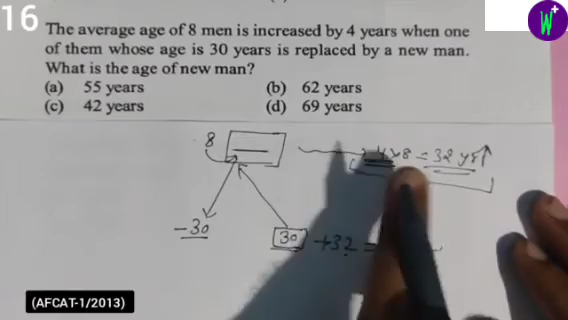 16
W+
The average age of 8 men is increased by 4 years when one
of them whose age is 30 years is replaced by a new man.
What is the age of new man?
(a) 55 years (b) 62 years
(c) 42 years (d) 69 years
8
4×8 = 32 yrs↑
-30
30 +32 =
(AFCAT-1/2013)